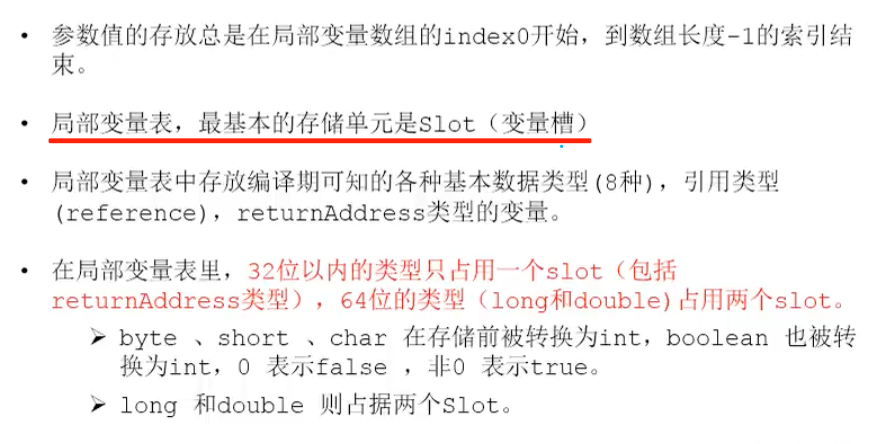 • 参数值的存放总是在局部变量数组的index0开始，到数组长度-1的索引结
束。
• 局部变量表，最基本的存储单元是Slot（变量槽）
• 局部变量表中存放编译期可知的各种基本数据类型(8种)，引用类型
(reference)，returnAddress类型的变量。
• 在局部变量表里，32位以内的类型只占用一个slot（包括
returnAddress类型），64位的类型（long和double)占用两个slot。
➢ byte 、short 、char 在存储前被转换为int，boolean 也被转
换为int，0 表示false ，非0 表示true。
➢ long 和double 则占据两个Slot。